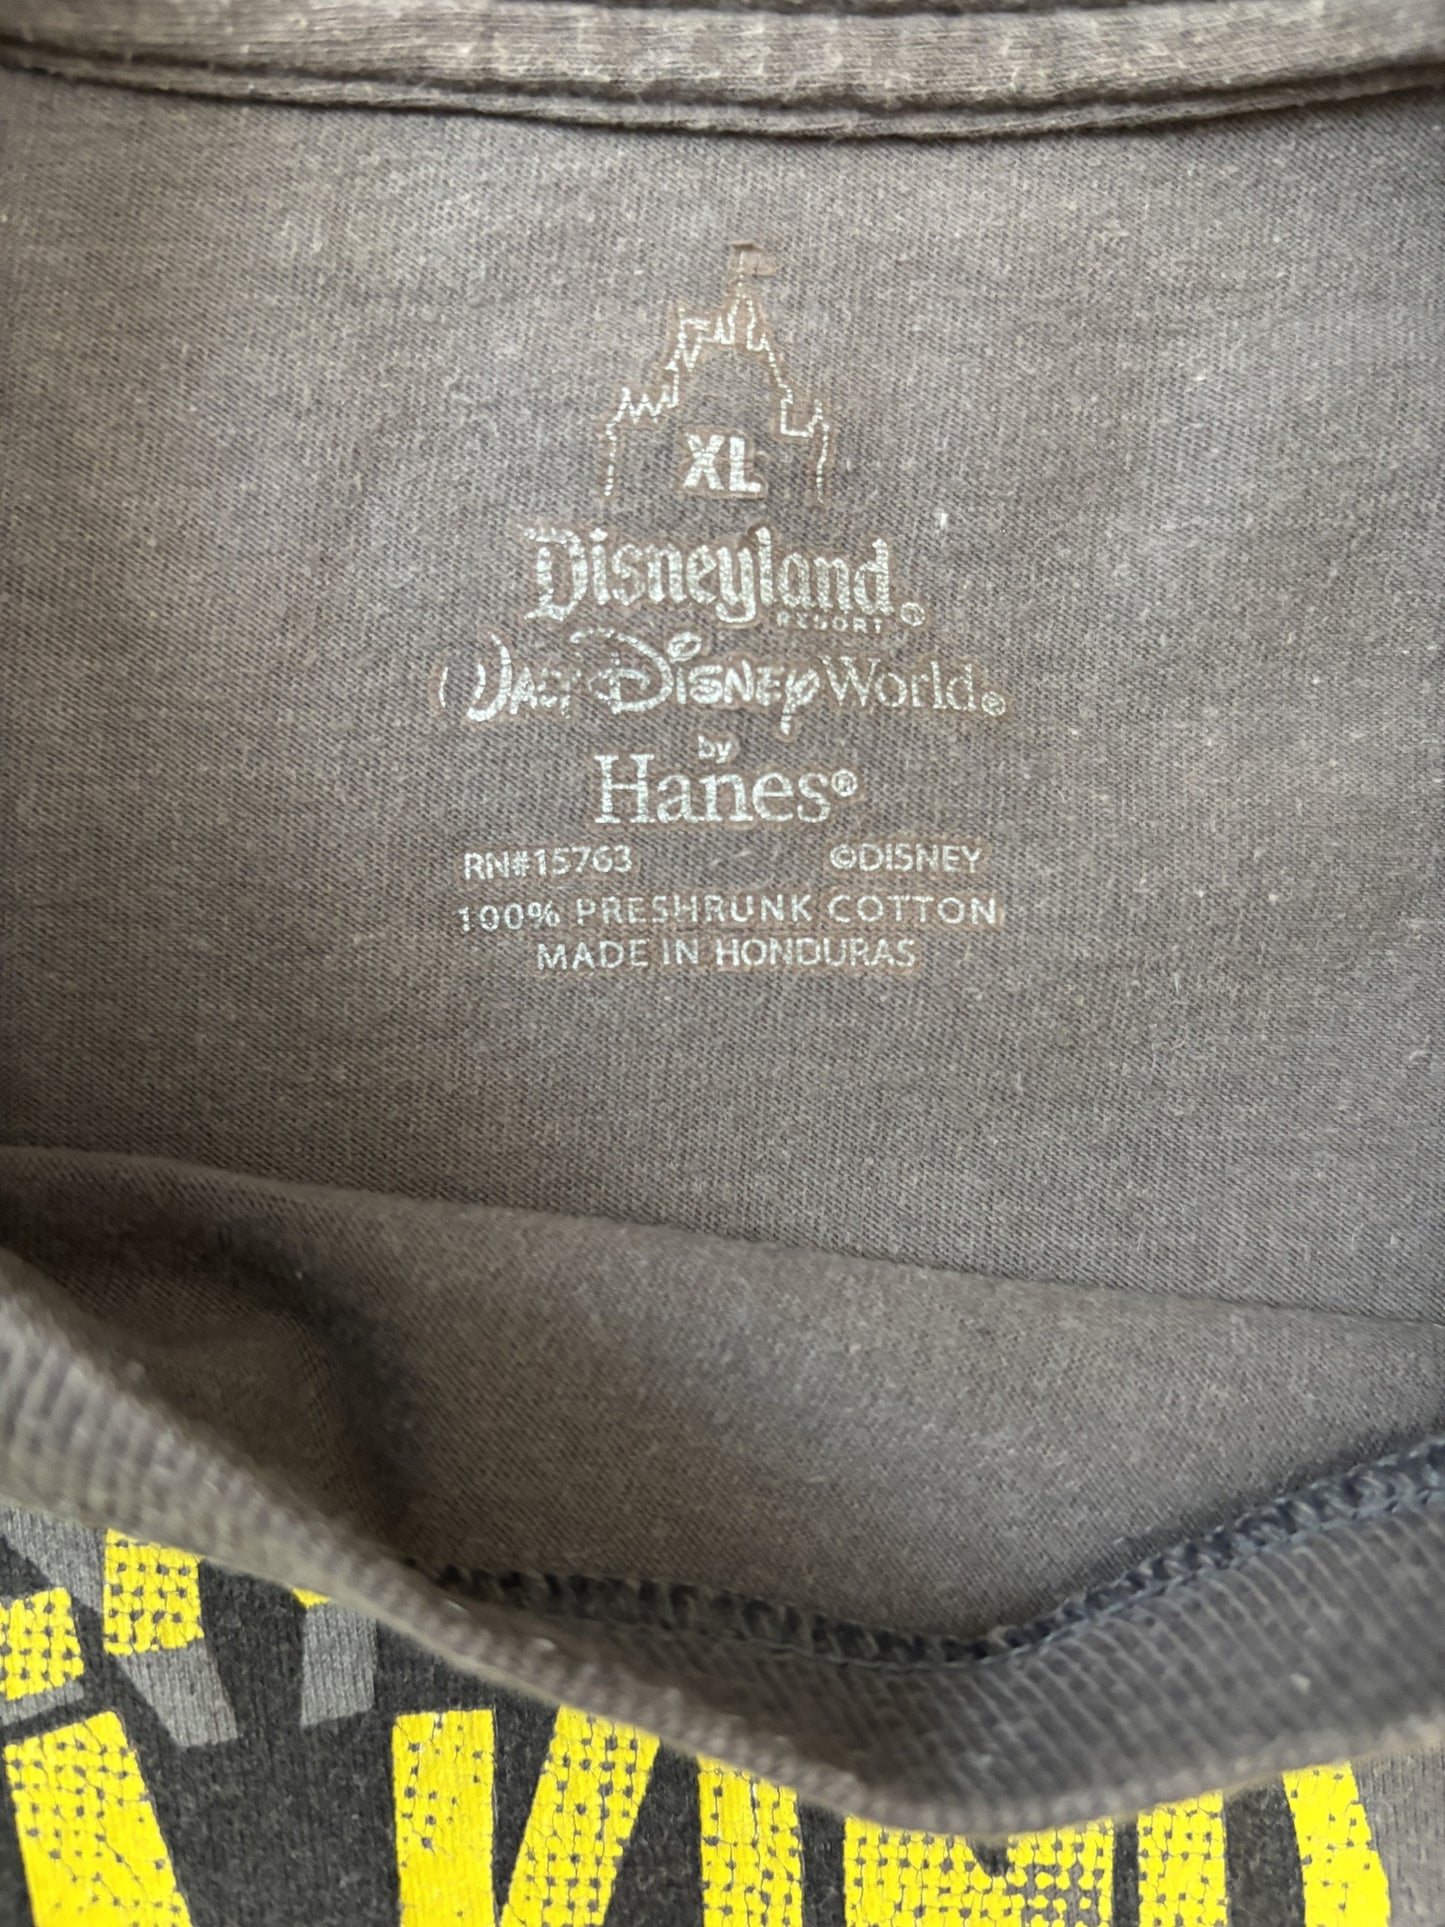 XL
Disneyland®
RESORT
Walt Disney World®
by
Hanes®
RN#15763 ©DISNEY
100% PRESHRUNK COTTON
MADE IN HONDURAS